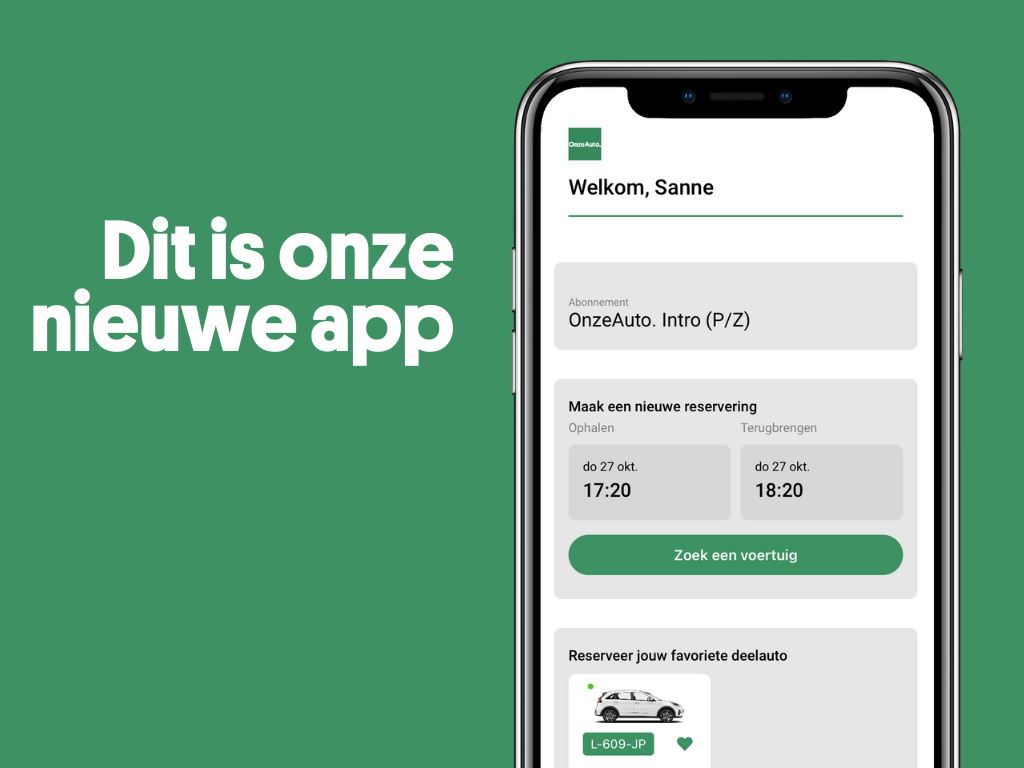 Dit is onze
nieuwe app
OnzeAuto.
Welkom, Sanne
Abonnement
OnzeAuto. Intro (P/Z)
Maak een nieuwe reservering
Ophalen Terugbrengen
do 27 okt. do 27 okt.
17:20 18:20
Zoek een voertuig
Reserveer jouw favoriete deelauto
L-609-JP